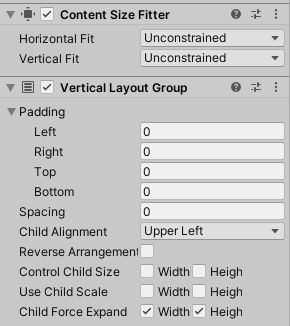 Content Size Fitter
Horizontal Fit Unconstrained
Vertical Fit Unconstrained
Vertical Layout Group
Padding
Left 0
Right 0
Top 0
Bottom 0
Spacing 0
Child Alignment Upper Left
Reverse Arrangement
Control Child Size Width Heigh
Use Child Scale Width Heigh
Child Force Expand Width Heigh